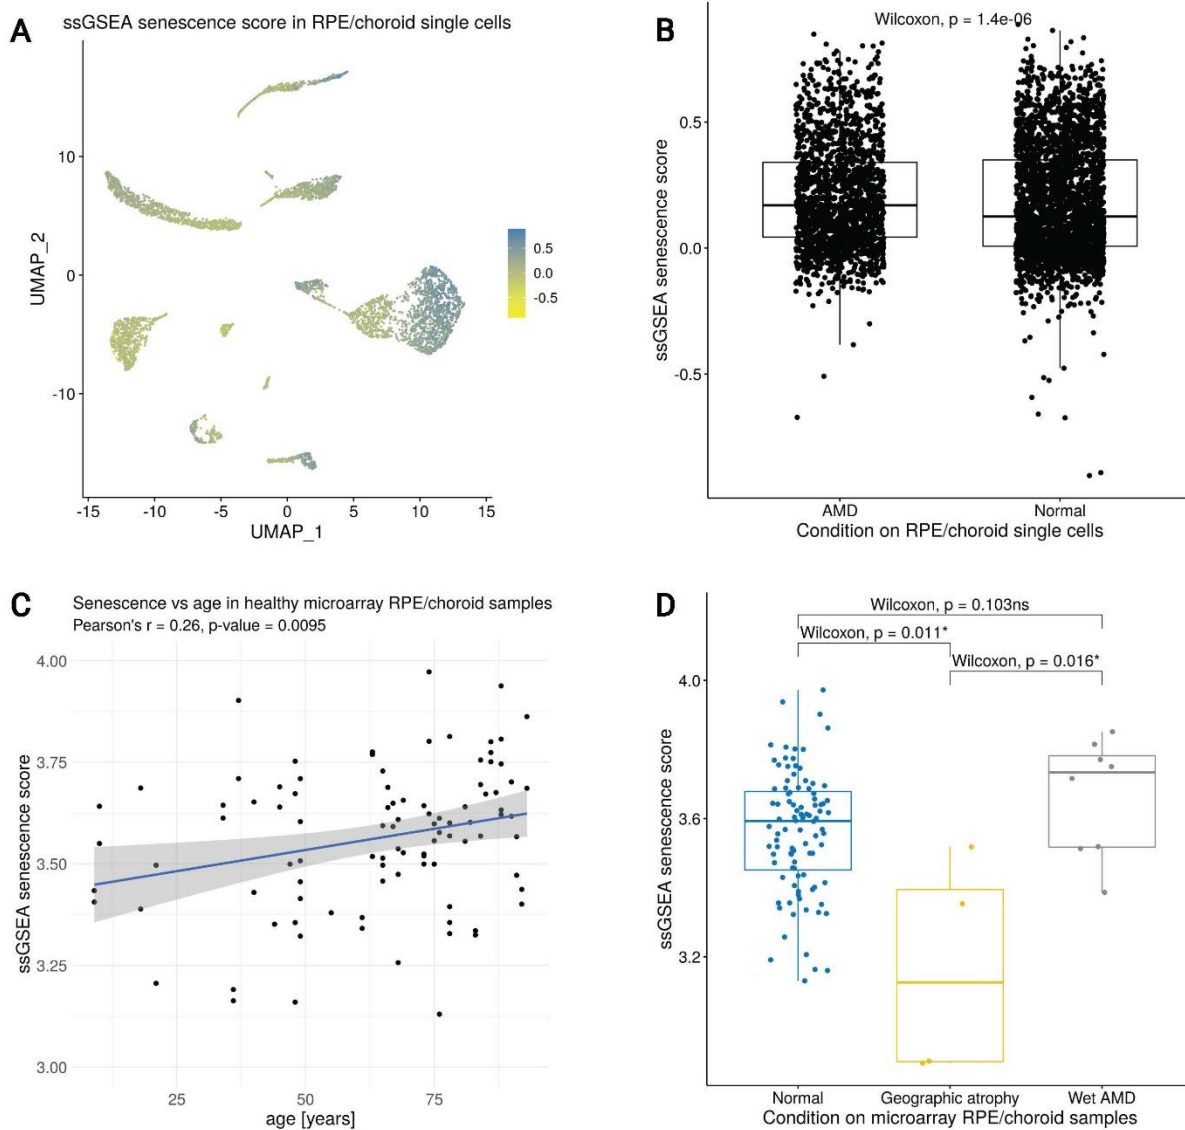 A
ssGSEA senescence score in RPE/choroid single cells
10
0
-10
UMAP_2
-15 -10 -5 0 5 10 15
UMAP_1
0.5
0.0
-0.5
B
Wilcoxon, p = 1.4e-06
0.5
0.0
-0.5
ssGSEA senescence score
AMD Normal
Condition on RPE/choroid single cells
C
Senescence vs age in healthy microarray RPE/choroid samples
Pearson's r = 0.26, p-value = 0.0095
4.00
3.75
3.50
3.25
3.00
ssGSEA senescence score
25 50 75
age [years]
D
Wilcoxon, p = 0.103ns
Wilcoxon, p = 0.011*
Wilcoxon, p = 0.016*
4.0
3.6
3.2
ssGSEA senescence score
Normal Geographic atrophy Wet AMD
Condition on microarray RPE/choroid samples